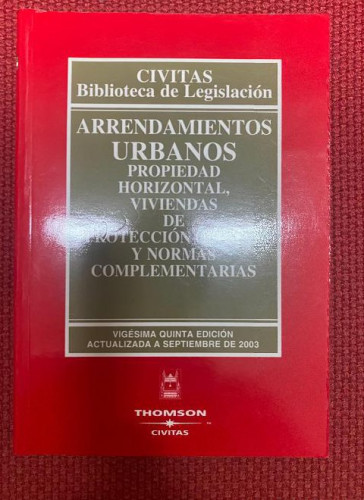 CIVITAS
Biblioteca de Legislación
ARRENDAMIENTOS
URBANOS
PROPIEDAD
HORIZONTAL,
VIVIENDAS
DE
PROTECCIÓN
Y NORMAS
COMPLEMENTARIAS
VIGÉSIMA QUINTA EDICIÓN
ACTUALIZADA A SEPTIEMBRE DE 2003
THOMSON
CIVITAS